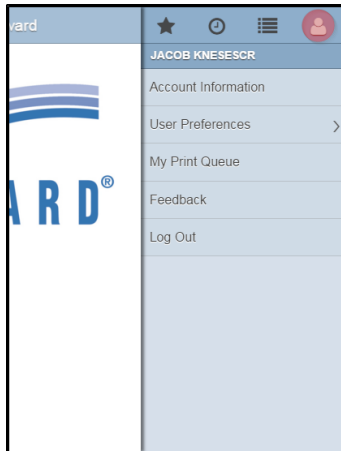 vard
JACOB KNESESCR
Account Information
User Preferences
My Print Queue
Feedback
Log Out
ARD®